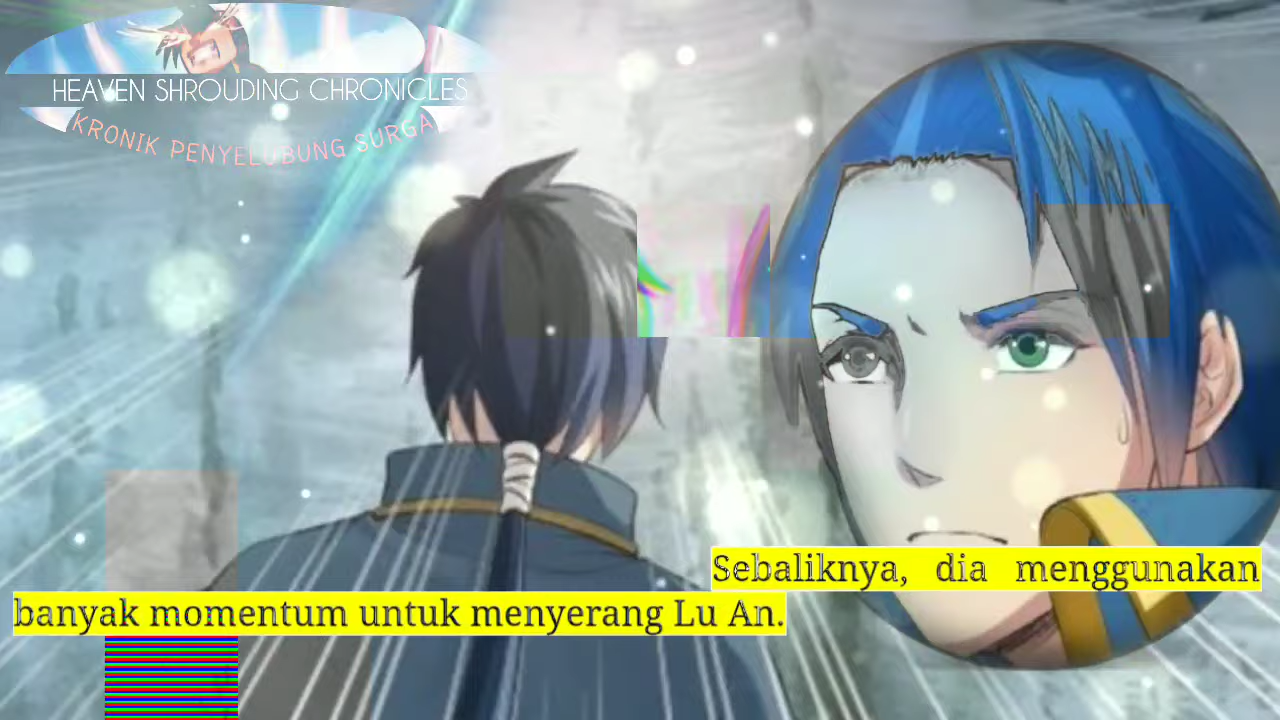 HEAVEN SHROUDING CHRONICLES
KRONIK PENYELUBUNG SURGA
Sebaliknya, dia menggunakan
banyak momentum untuk menyerang Lu An.